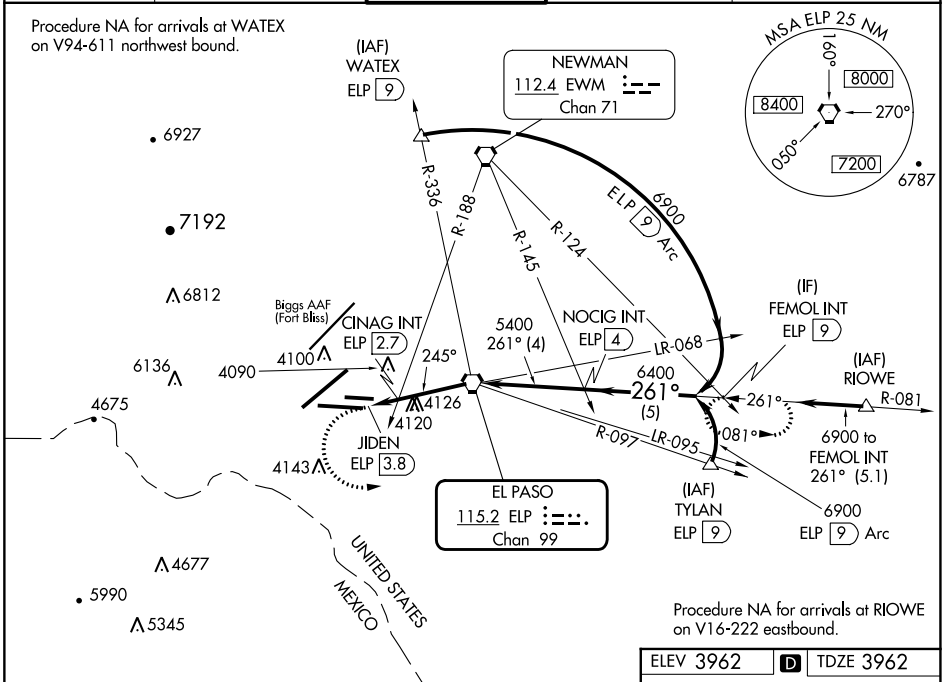 Procedure NA for arrivals at WATEX
on V94-611 northwest bound.
(IAF)
WATEX
ELP 9
NEWMAN
112.4 EWM
Chan 71
MSA ELP 25 NM
160°
8000
8400
270°
050°
7200
6787
6927
7192
6812
6136
4675
R-336
R-188
R-145
R-124
6900
ELP 9 Arc
Biggs AAF
(Fort Bliss)
4100
4090
CINAG INT
ELP 2.7
245°
4126
4120
5400
261° (4)
NOCIG INT
ELP 4
LR-068
6400
261°
(5)
(IF)
FEMOL INT
ELP 9
(IAF)
RIOWE
R-081
261°
081°
6900 to
FEMOL INT
261° (5.1)
R-097
LR-095
JIDEN
ELP 3.8
4143
EL PASO
115.2 ELP
Chan 99
(IAF)
TYLAN
ELP 9
6900
ELP 9 Arc
UNITED STATES
MEXICO
4677
5990
5345
Procedure NA for arrivals at RIOWE
on V16-222 eastbound.
ELEV 3962 D TDZE 3962